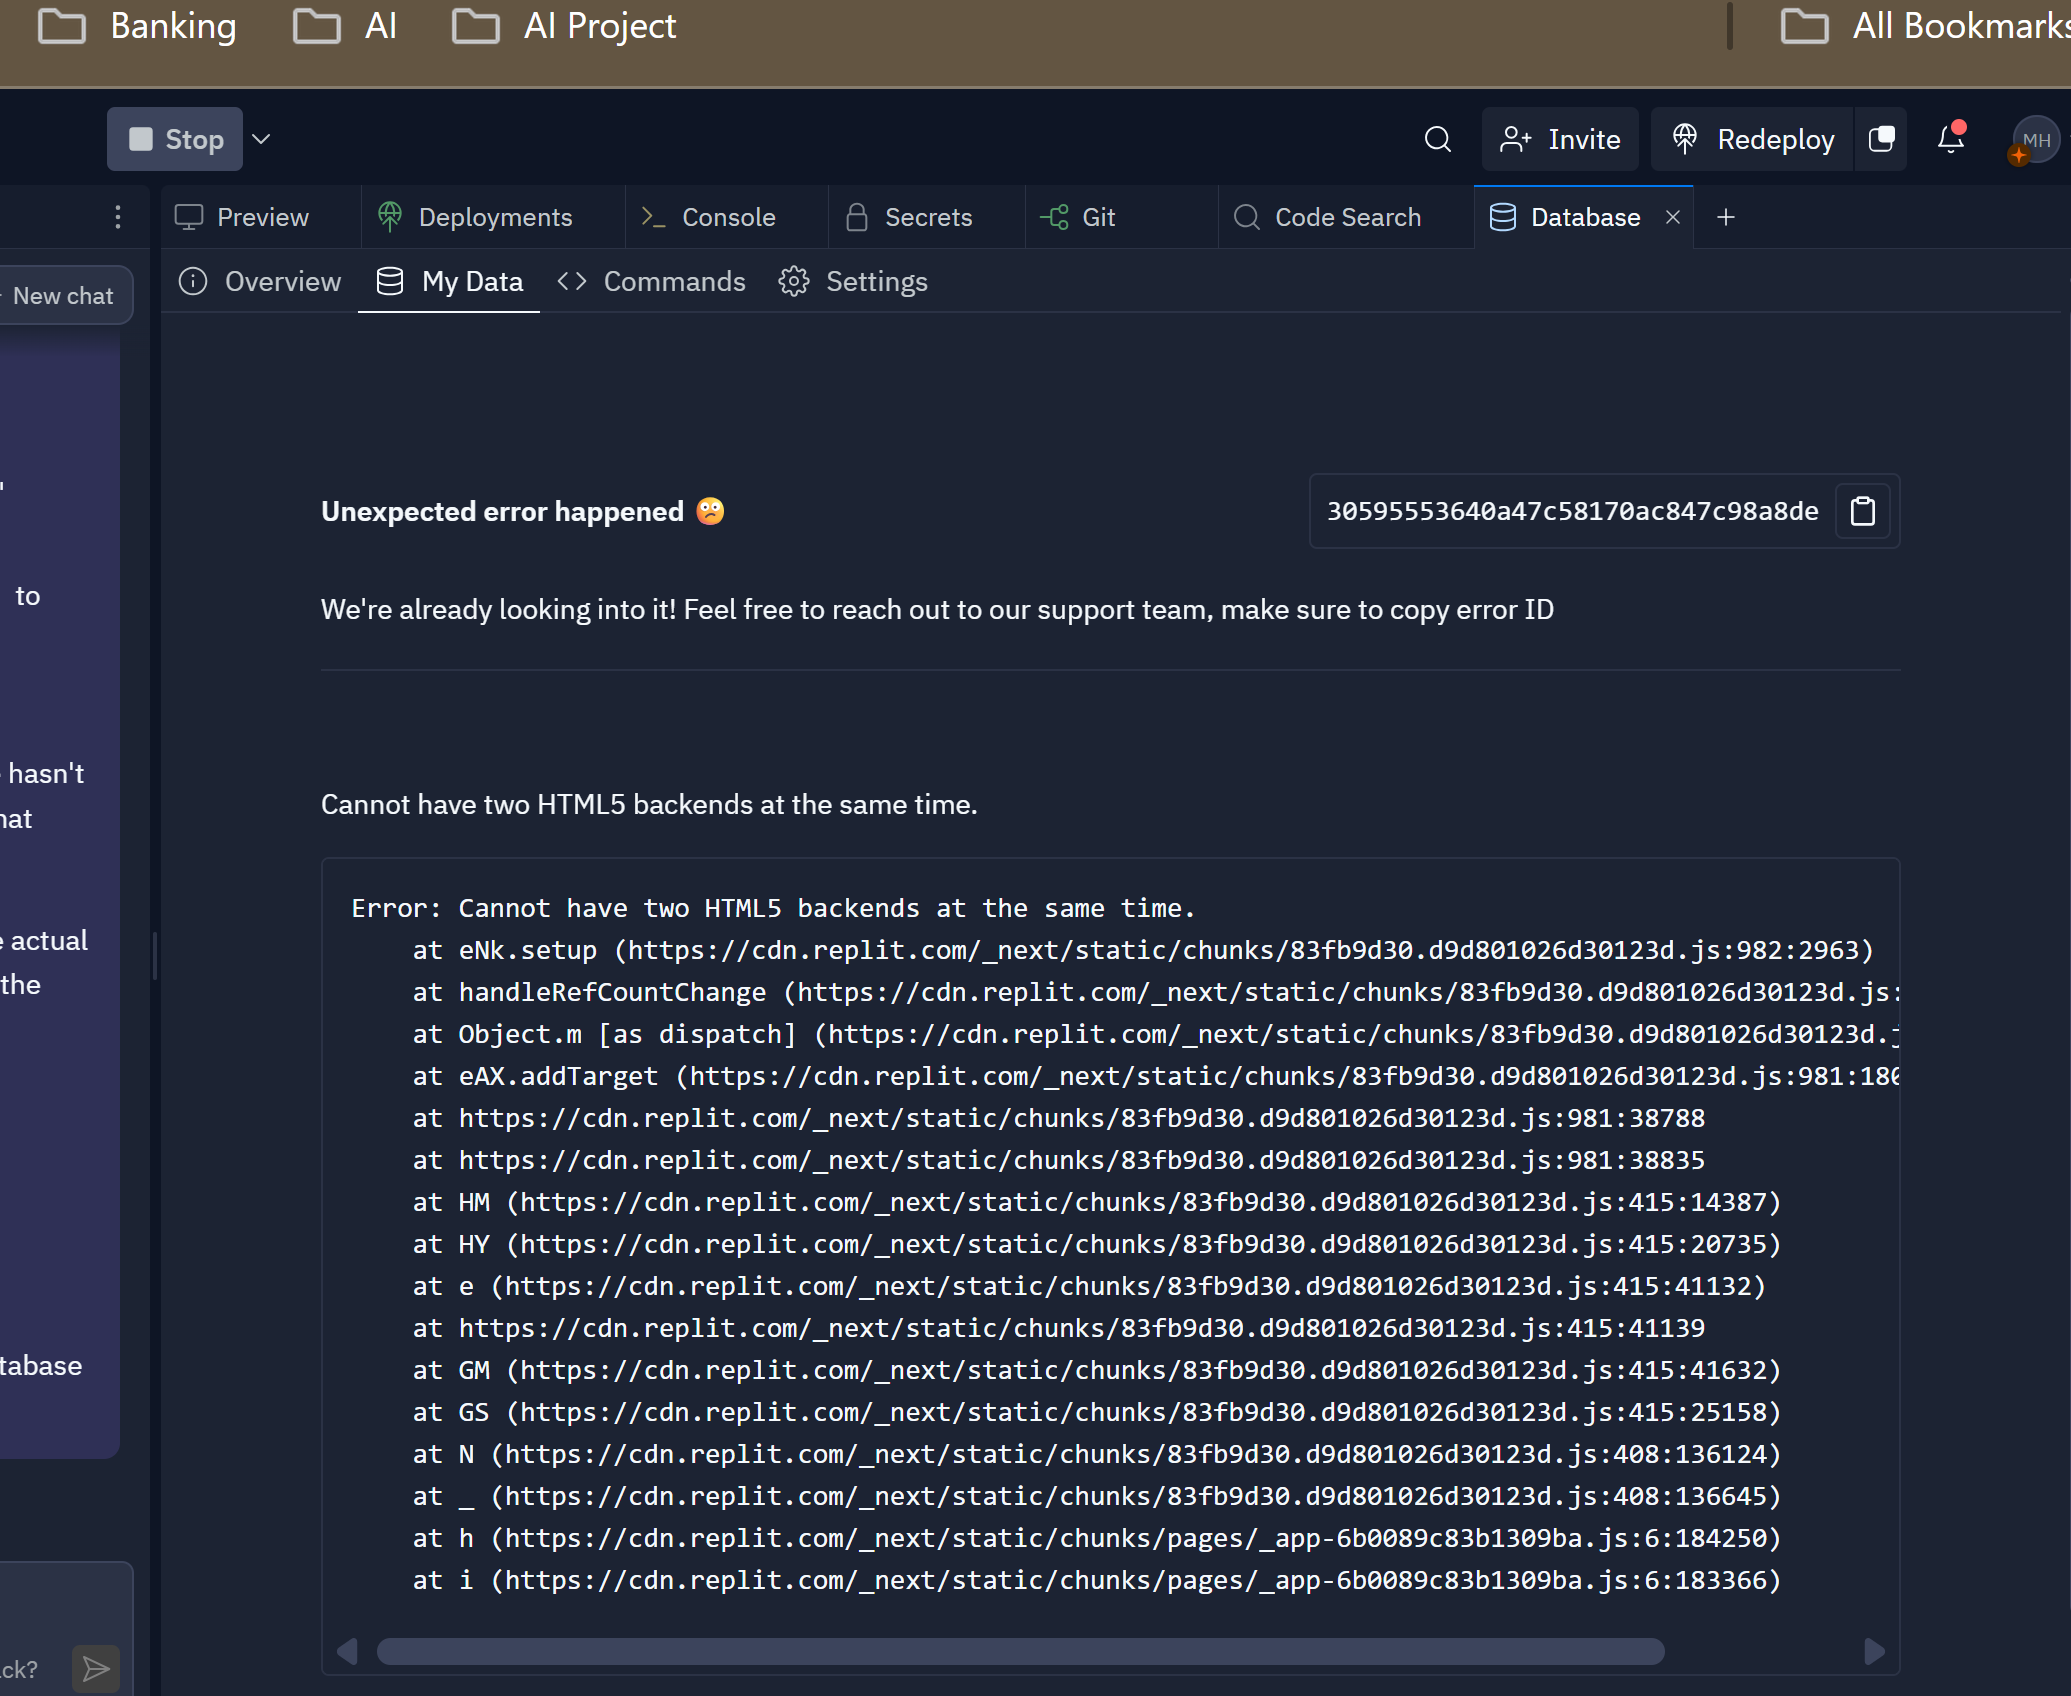 Banking AI AI Project All Bookmarks
Stop Invite Redeploy MH
Preview Deployments Console Secrets Git Code Search Database
Overview My Data Commands Settings
New chat
Unexpected error happened 30595553640a47c58170ac847c98a8de
to
We're already looking into it! Feel free to reach out to our support team, make sure to copy error ID
hasn't
Cannot have two HTML5 backends at the same time.
Error: Cannot have two HTML5 backends at the same time.
actual
at eNk.setup (https://cdn.replit.com/_next/static/chunks/83fb9d30.d9d801026d30123d.js:982:2963)
the
at handleRefCountChange (https://cdn.replit.com/_next/static/chunks/83fb9d30.d9d801026d30123d.js:
at Object.m [as dispatch] (https://cdn.replit.com/_next/static/chunks/83fb9d30.d9d801026d30123d.j
at eAX.addTarget (https://cdn.replit.com/_next/static/chunks/83fb9d30.d9d801026d30123d.js:981:180
at https://cdn.replit.com/_next/static/chunks/83fb9d30.d9d801026d30123d.js:981:38788
at https://cdn.replit.com/_next/static/chunks/83fb9d30.d9d801026d30123d.js:981:38835
at HM (https://cdn.replit.com/_next/static/chunks/83fb9d30.d9d801026d30123d.js:415:14387)
at HY (https://cdn.replit.com/_next/static/chunks/83fb9d30.d9d801026d30123d.js:415:20735)
at e (https://cdn.replit.com/_next/static/chunks/83fb9d30.d9d801026d30123d.js:415:41132)
at https://cdn.replit.com/_next/static/chunks/83fb9d30.d9d801026d30123d.js:415:41139
at GM (https://cdn.replit.com/_next/static/chunks/83fb9d30.d9d801026d30123d.js:415:41632)
tabase
at GS (https://cdn.replit.com/_next/static/chunks/83fb9d30.d9d801026d30123d.js:415:25158)
at N (https://cdn.replit.com/_next/static/chunks/83fb9d30.d9d801026d30123d.js:408:136124)
at _ (https://cdn.replit.com/_next/static/chunks/83fb9d30.d9d801026d30123d.js:408:136645)
at h (https://cdn.replit.com/_next/static/chunks/pages/_app-6b0089c83b1309ba.js:6:184250)
at i (https://cdn.replit.com/_next/static/chunks/pages/_app-6b0089c83b1309ba.js:6:183366)